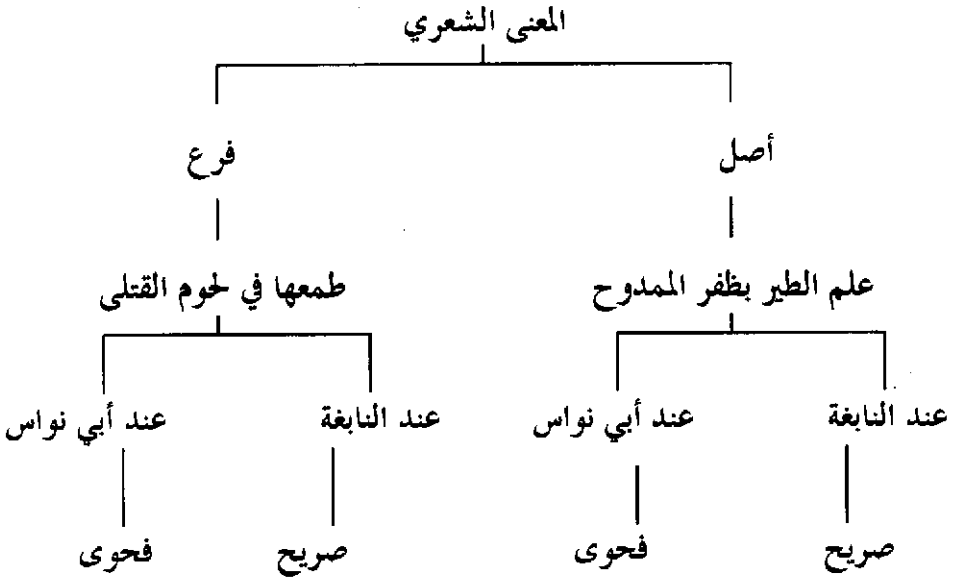 المعنى الشعري
أصل فرع
علم الطير بظفر الممدوح طمعها في لحوم القتلى
عند النابغة عند أبي نواس عند النابغة عند أبي نواس
صريح فحوى صريح فحوى